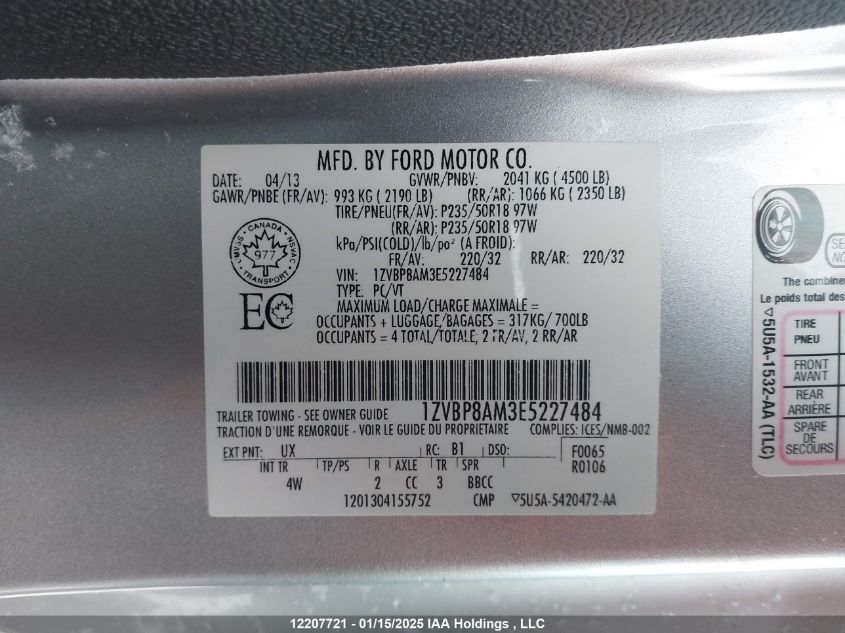 MFD. BY FORD MOTOR CO.
DATE: 04/13 GVWR/PNBV: 2041 KG ( 4500 LB)
GAWR/PNBE (FR/AV): 993 KG ( 2190 LB) (RR/AR): 1066 KG ( 2350 LB)
TIRE/PNEU(FR/AV): P235/50R18 97W
(RR/AR): P235/50R18 97W
kPa/PSI(COLD)/lb/po² (A FROID):
FR/AV: 220/32 RR/AR: 220/32
CANADA
977
TRANSPORT
VIN: 1ZVBP8AM3E5227484
TYPE. PC/VT
EC
MAXIMUM LOAD/CHARGE MAXIMALE =
OCCUPANTS + LUGGAGE/BAGAGES = 317KG/ 700LB
OCCUPANTS = 4 TOTAL/TOTALE, 2 FR/AV, 2 RR/AR
TRAILER TOWING - SEE OWNER GUIDE 1ZVBP8AM3E5227484
TRACTION D'UNE REMORQUE - VOIR LE GUIDE DU PROPRIETAIRE COMPLIES: ICES/NMB-002
EXT PNT: UX RC: B1 DSO: F0065
INT TR TP/PS R AXLE TR SPR R0106
4W 2 CC 3 BBCC
1201304155752 CMP ▽5U5A-5420472-AA
The combine
Le poids total des
▽5U5A-1532-AA (TLC)
TIRE
PNEU
FRONT
AVANT
REAR
ARRIÈRE
SPARE
DE
SECOURS
12207721 - 01/15/2025 IAA Holdings , LLC